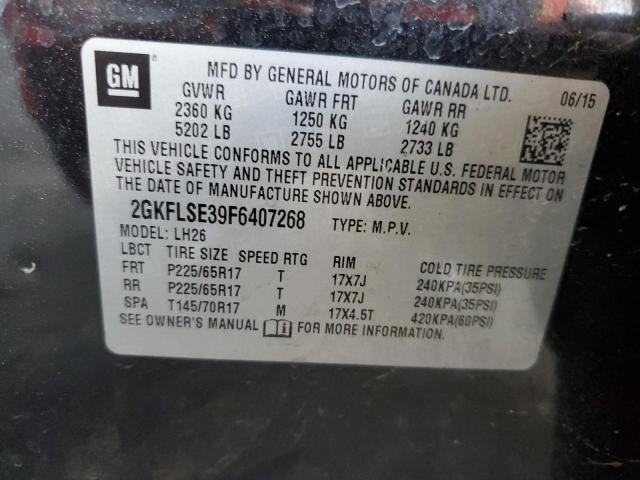 GM
®
MFD BY GENERAL MOTORS OF CANADA LTD. 06/15
GVWR GAWR FRT GAWR RR
2360 KG 1250 KG 1240 KG
5202 LB 2755 LB 2733 LB
THIS VEHICLE CONFORMS TO ALL APPLICABLE U.S. FEDERAL MOTOR
VEHICLE SAFETY AND THEFT PREVENTION STANDARDS IN EFFECT ON
THE DATE OF MANUFACTURE SHOWN ABOVE.
2GKFLSE39F6407268 TYPE: M.P.V.
MODEL: LH26
LBCT TIRE SIZE SPEED RTG RIM COLD TIRE PRESSURE
FRT P225/65R17 T 17X7J 240KPA(35PSI)
RR P225/65R17 T 17X7J 240KPA(35PSI)
SPA T145/70R17 M 17X4.5T 420KPA(60PSI)
SEE OWNER'S MANUAL i FOR MORE INFORMATION.